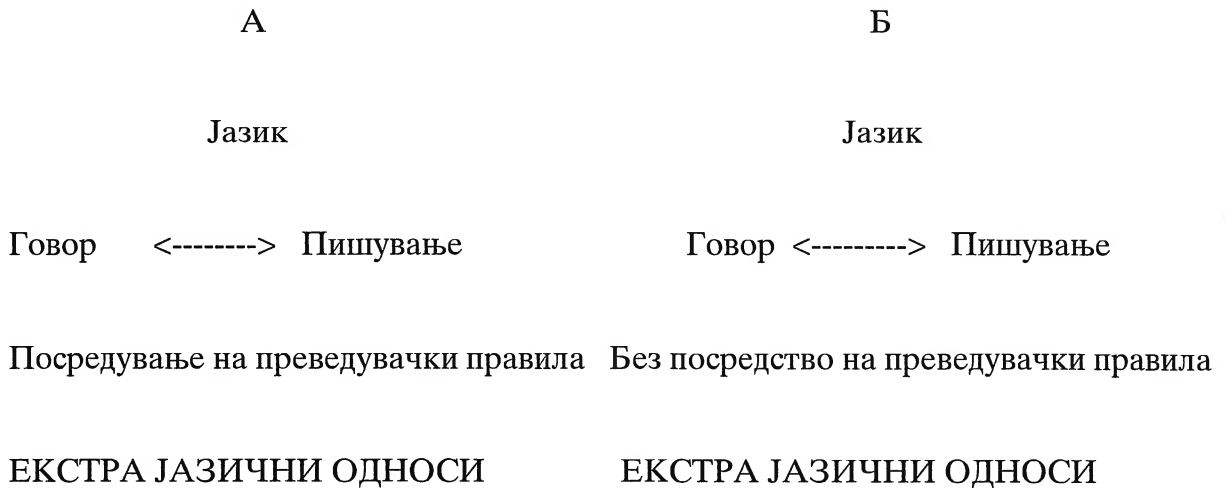 А Б
Јазик Јазик
Говор <--------> Пишување Говор <---------> Пишување
Посредување на преведувачки правила Без посредство на преведувачки правила
ЕКСТРА ЈАЗИЧНИ ОДНОСИ ЕКСТРА ЈАЗИЧНИ ОДНОСИ